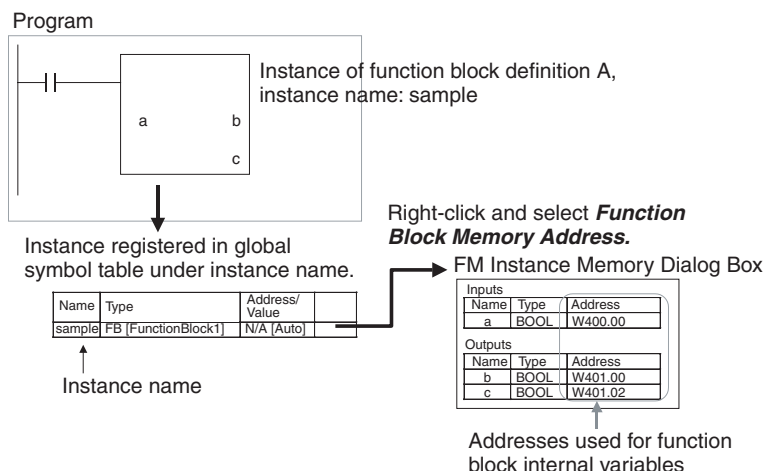 Program
Instance of function block definition A,
instance name: sample
a
b
c
Instance registered in global
symbol table under instance name.
Name Type Address/
Value
sample FB [FunctionBlock1] N/A [Auto]
Instance name
Right-click and select Function
Block Memory Address.
FM Instance Memory Dialog Box
Inputs
Name Type Address
a BOOL W400.00
Outputs
Name Type Address
b BOOL W401.00
c BOOL W401.02
Addresses used for function
block internal variables